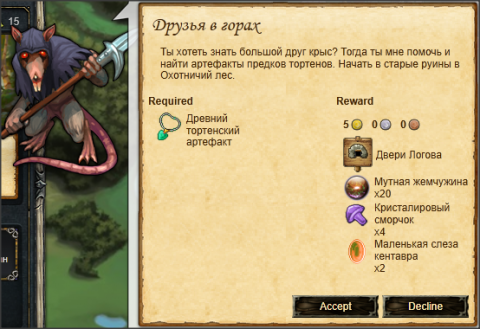 15
Друзья в горах
Ты хотеть знать большой друг крыс? Тогда ты мне помочь и
найти артефакты предков тортенов. Начать в старые руины в
Охотничий лес.
Required
Древний
тортенский
артефакт
Reward
5 0 0
Двери Логова
Мутная жемчужина
x20
Кристалировый
сморчок
x4
Маленькая слеза
кентавра
x2
Accept
Decline